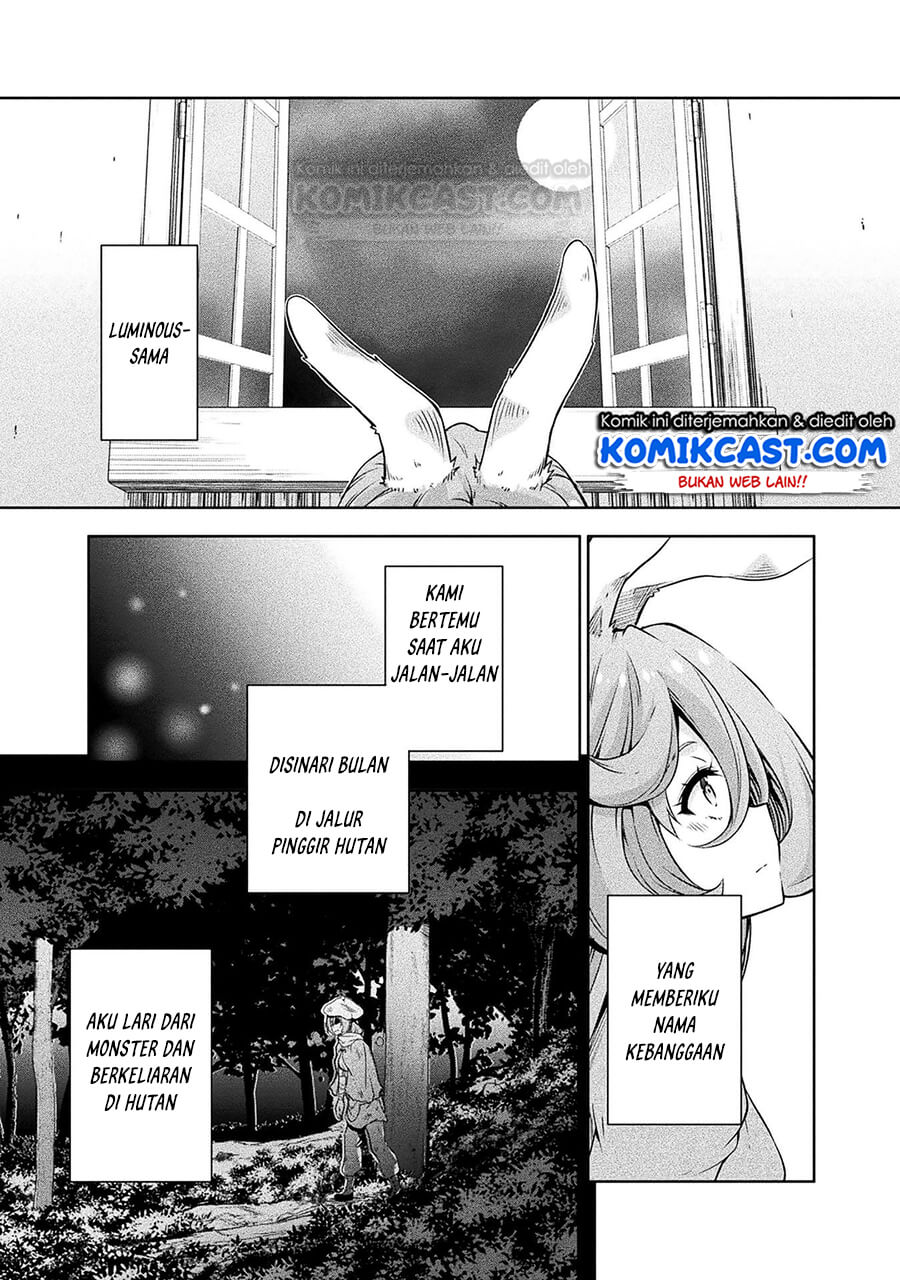 Komik ini diterjemahkan & diedit oleh
KOMIKCAST.COM
BUKAN WEB LAIN!!
LUMINOUS-
SAMA
Komik ini diterjemahkan & diedit oleh
KOMIKCAST.COM
BUKAN WEB LAIN!!
YANG
MEMBERIKU
NAMA
KEBANGGAAN
KAMI
BERTEMU
SAAT AKU
JALAN-JALAN
DISINARI BULAN
DI JALUR
PINGGIR HUTAN
AKU LARI DARI
MONSTER DAN
BERKELIARAN
DI HUTAN